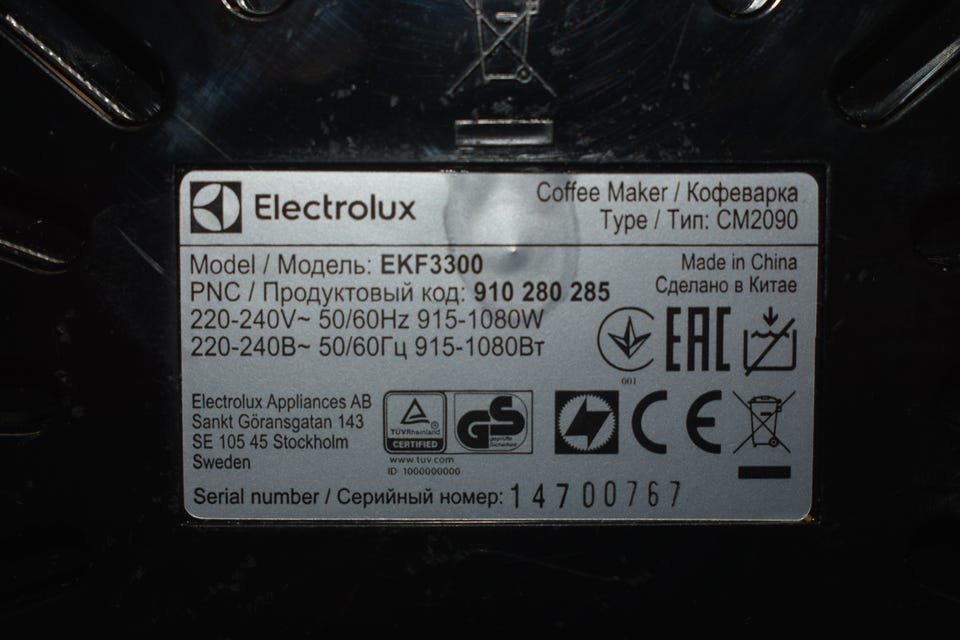 Electrolux
Coffee Maker / Кофеварка
Type / Тип: CM2090
Model / Модель: EKF3300
PNC / Продуктовый код: 910 280 285
220-240V~ 50/60Hz 915-1080W
220-240В~ 50/60Гц 915-1080Вт
Made in China
Сделано в Китае
EAC
001
Electrolux Appliances AB
Sankt Göransgatan 143
SE 105 45 Stockholm
Sweden
TÜVRheinland
CERTIFIED
www.tuv.com
ID 1000000000
GS
geprüfte
Sicherheit
CE
Serial number / Серийный номер: 14700767